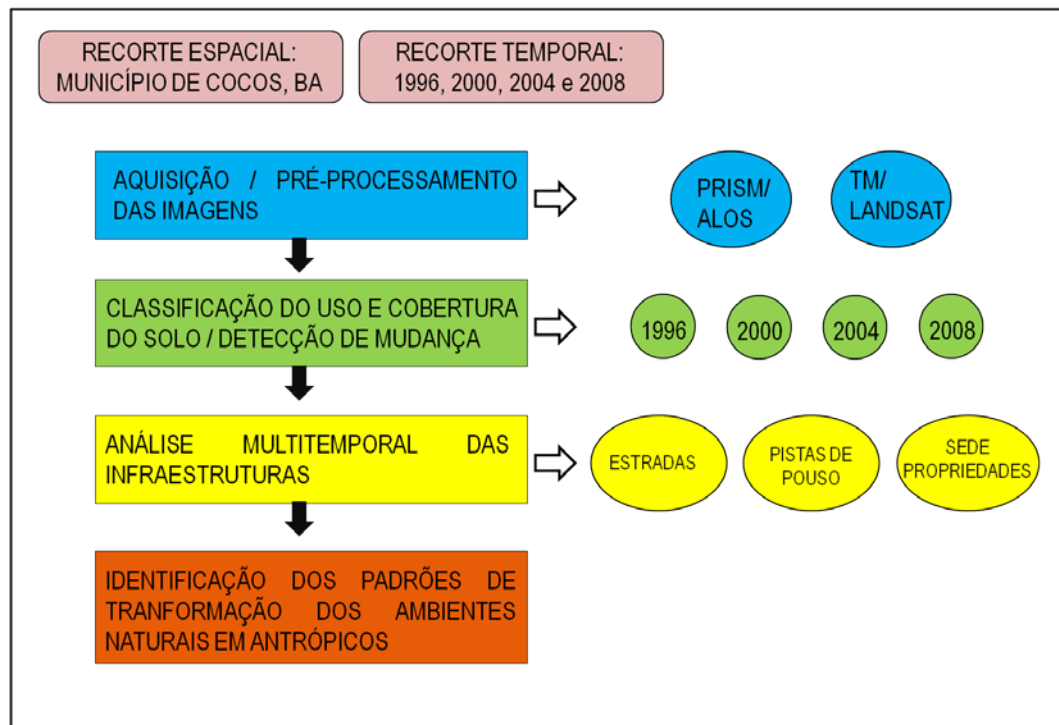 RECORTE ESPACIAL:
MUNICÍPIO DE COCOS, BA
RECORTE TEMPORAL:
1996, 2000, 2004 e 2008
AQUISIÇÃO / PRÉ-PROCESSAMENTO
DAS IMAGENS
PRISM/
ALOS
TM/
LANDSAT
CLASSIFICAÇÃO DO USO E COBERTURA
DO SOLO / DETECÇÃO DE MUDANÇA
1996
2000
2004
2008
ANÁLISE MULTITEMPORAL DAS
INFRAESTRUTURAS
ESTRADAS
PISTAS DE
POUSO
SEDE
PROPRIEDADES
IDENTIFICAÇÃO DOS PADRÕES DE
TRANFORMAÇÃO DOS AMBIENTES
NATURAIS EM ANTRÓPICOS